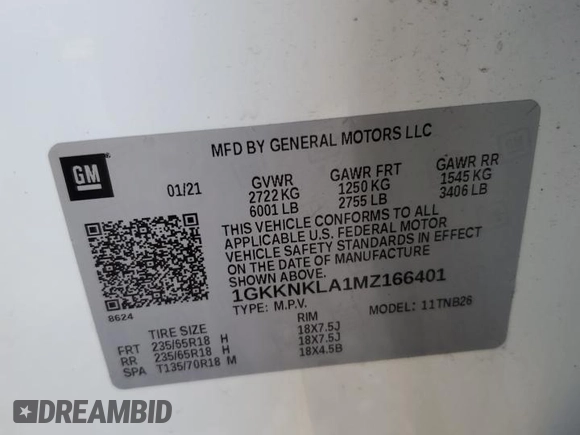 MFD BY GENERAL MOTORS LLC
GM
01/21
GVWR
2722 KG
6001 LB
GAWR FRT
1250 KG
2755 LB
GAWR RR
1545 KG
3406 LB
THIS VEHICLE CONFORMS TO ALL
APPLICABLE U.S. FEDERAL MOTOR
VEHICLE SAFETY STANDARDS IN EFFECT
ON THE DATE OF MANUFACTURE
SHOWN ABOVE.
1GKKNKLA1MZ166401
TYPE: M.P.V. MODEL: 11TNB26
8624
TIRE SIZE RIM
FRT 235/65R18 H 18X7.5J
RR 235/65R18 H 18X7.5J
SPA T135/70R18 M 18X4.5B
DREAMBID